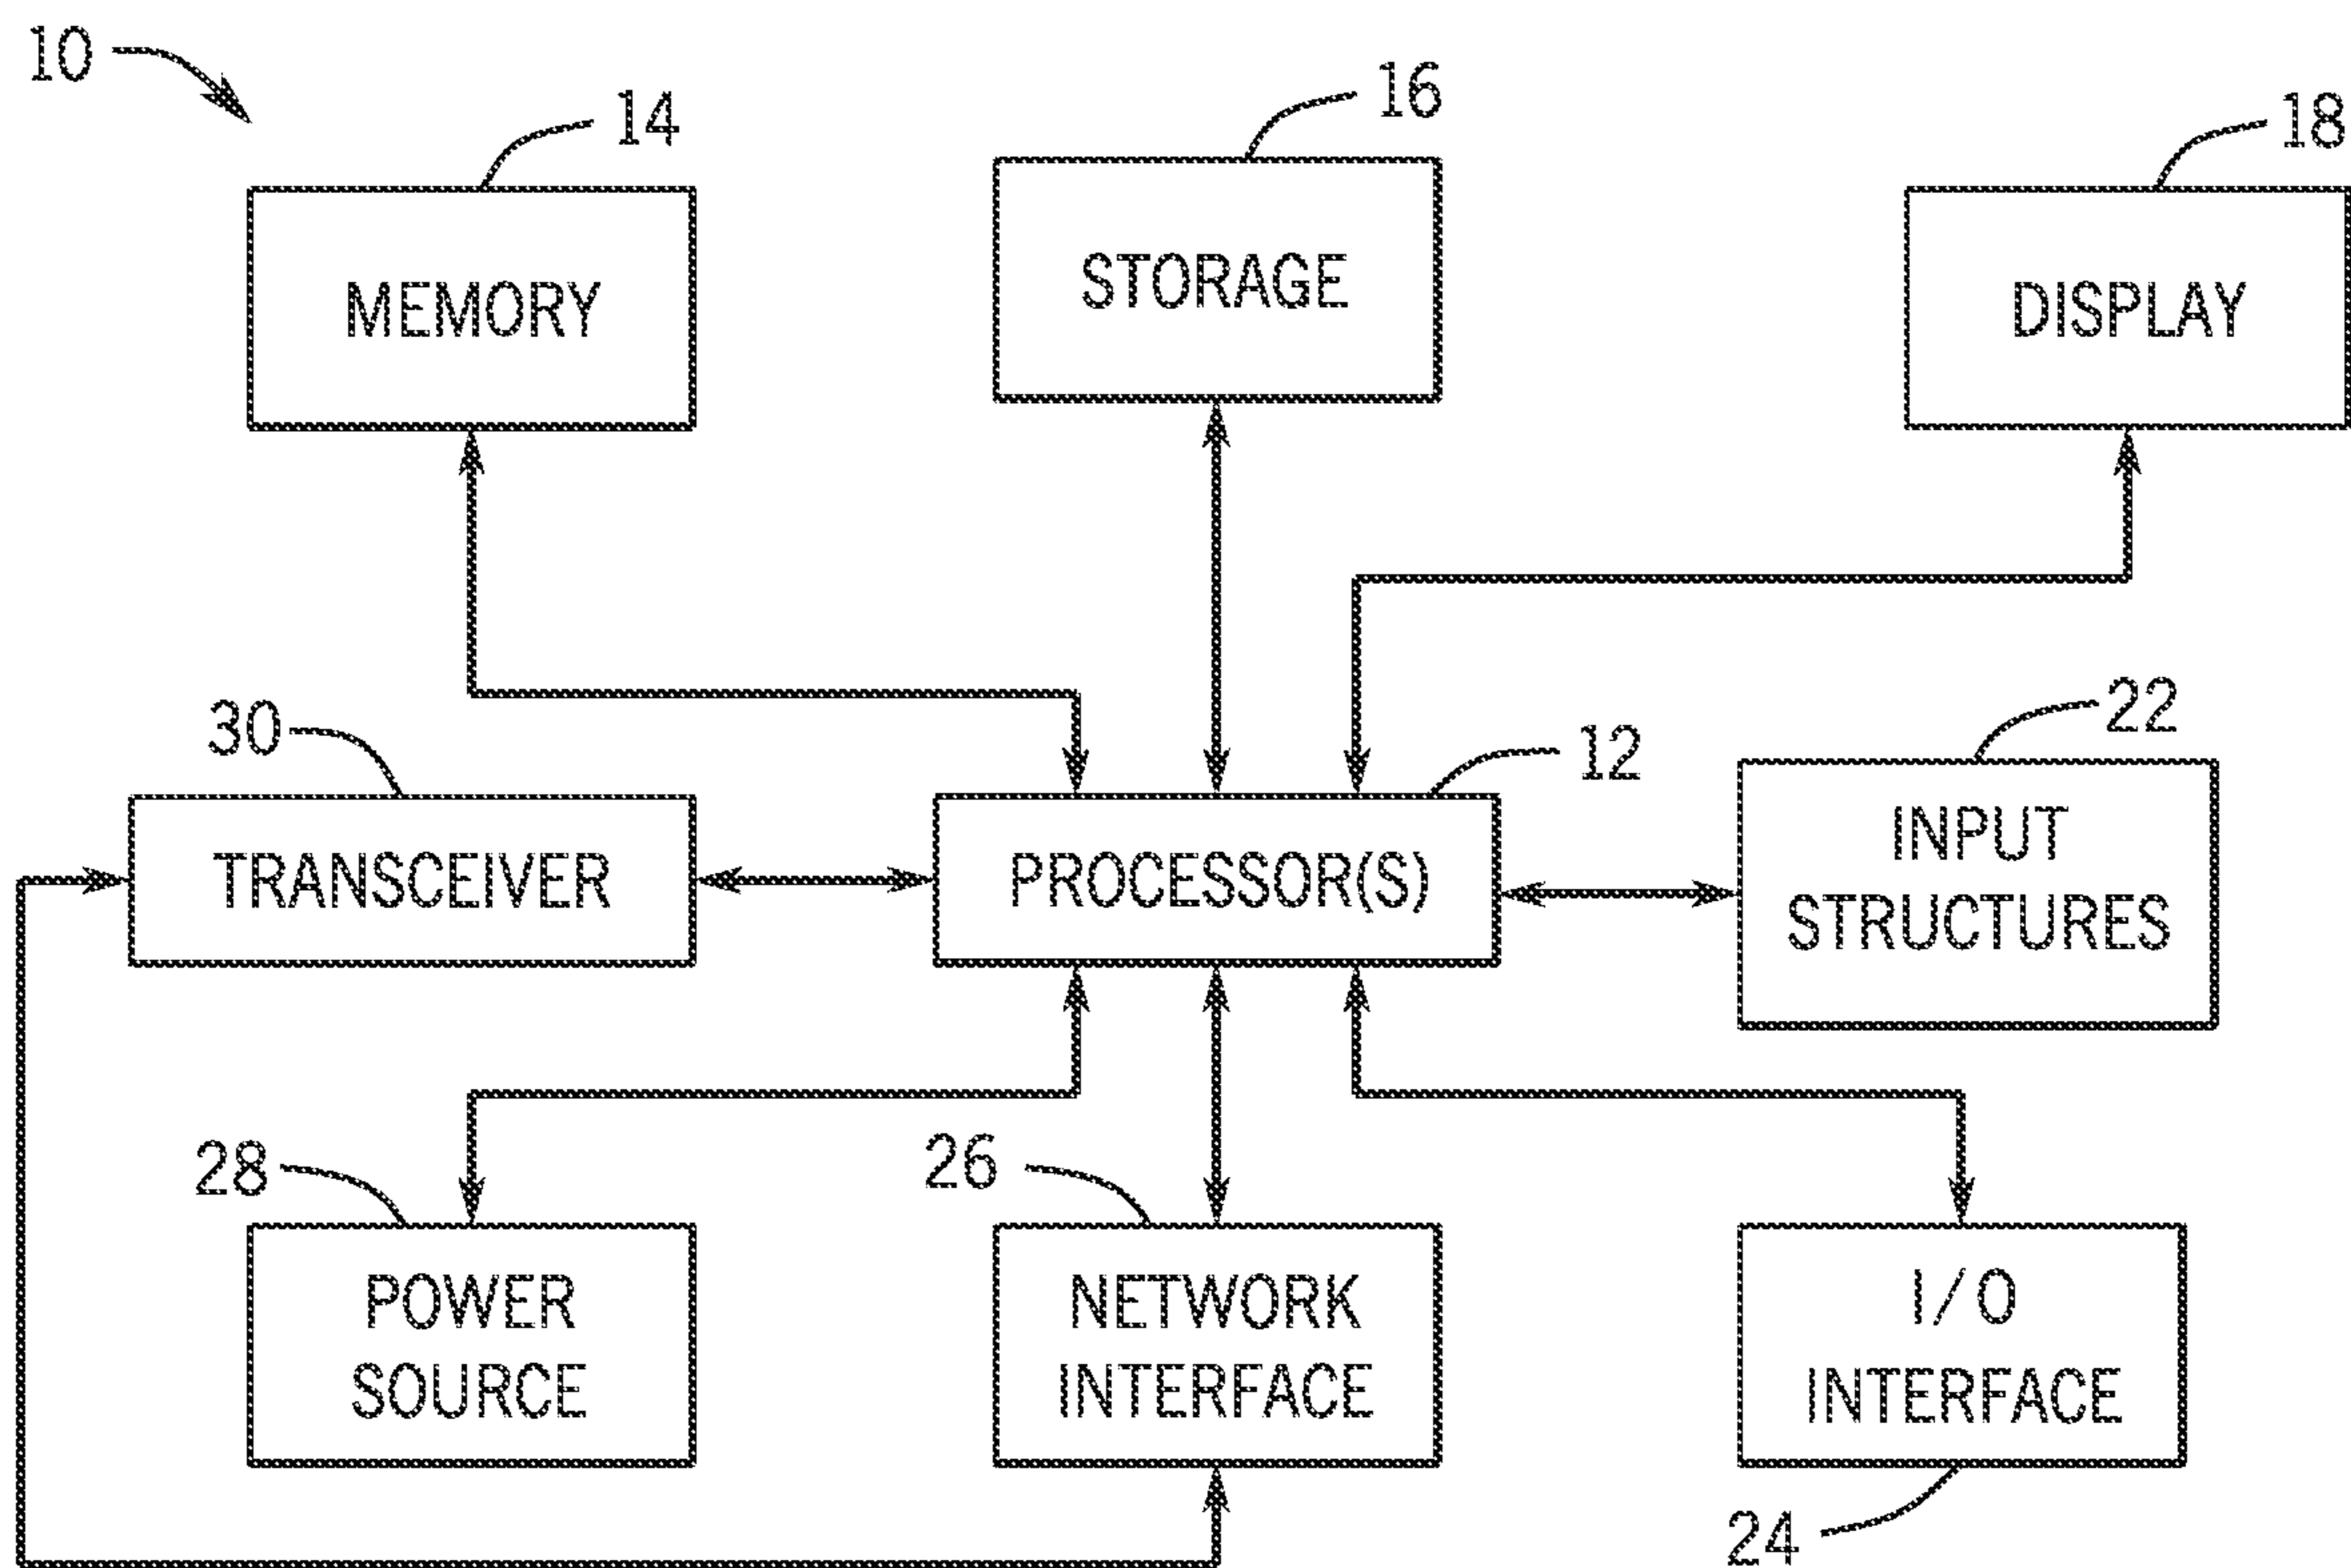 10
14
16
18
MEMORY
STORAGE
DISPLAY
30
12
22
TRANSCEIVER
PROCESSOR(S)
INPUT
STRUCTURES
28
26
POWER
SOURCE
NETWORK
INTERFACE
I/O
INTERFACE
24